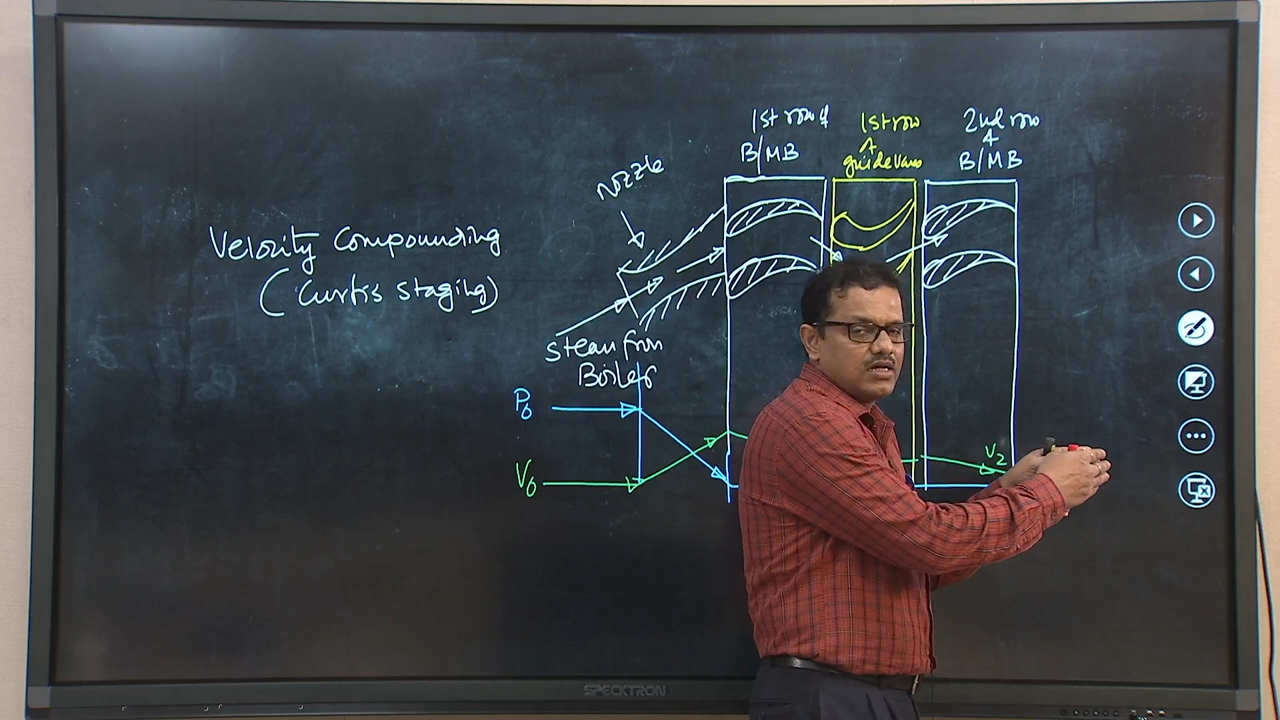 Velocity Compounding
(Curtis Staging)
Nozzle
1st row of
B/MB
1st row
of
guide vanes
2nd row
of
B/MB
Steam from
Boiler
P0
V0
V2
SPECKTRON